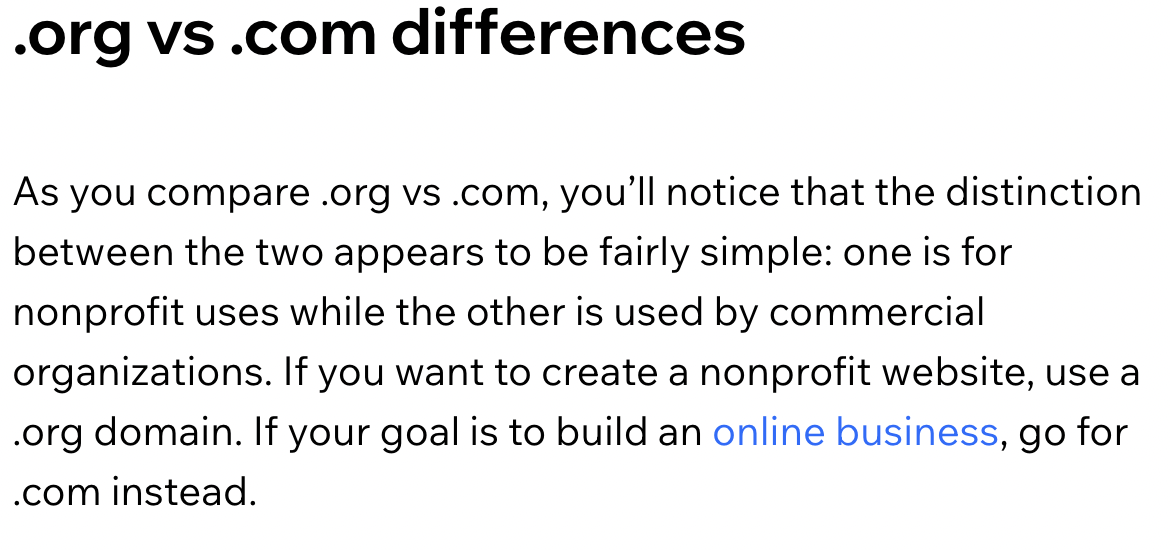 .org vs .com differences
As you compare .org vs .com, you’ll notice that the distinction
between the two appears to be fairly simple: one is for
nonprofit uses while the other is used by commercial
organizations. If you want to create a nonprofit website, use a
.org domain. If your goal is to build an online business, go for
.com instead.